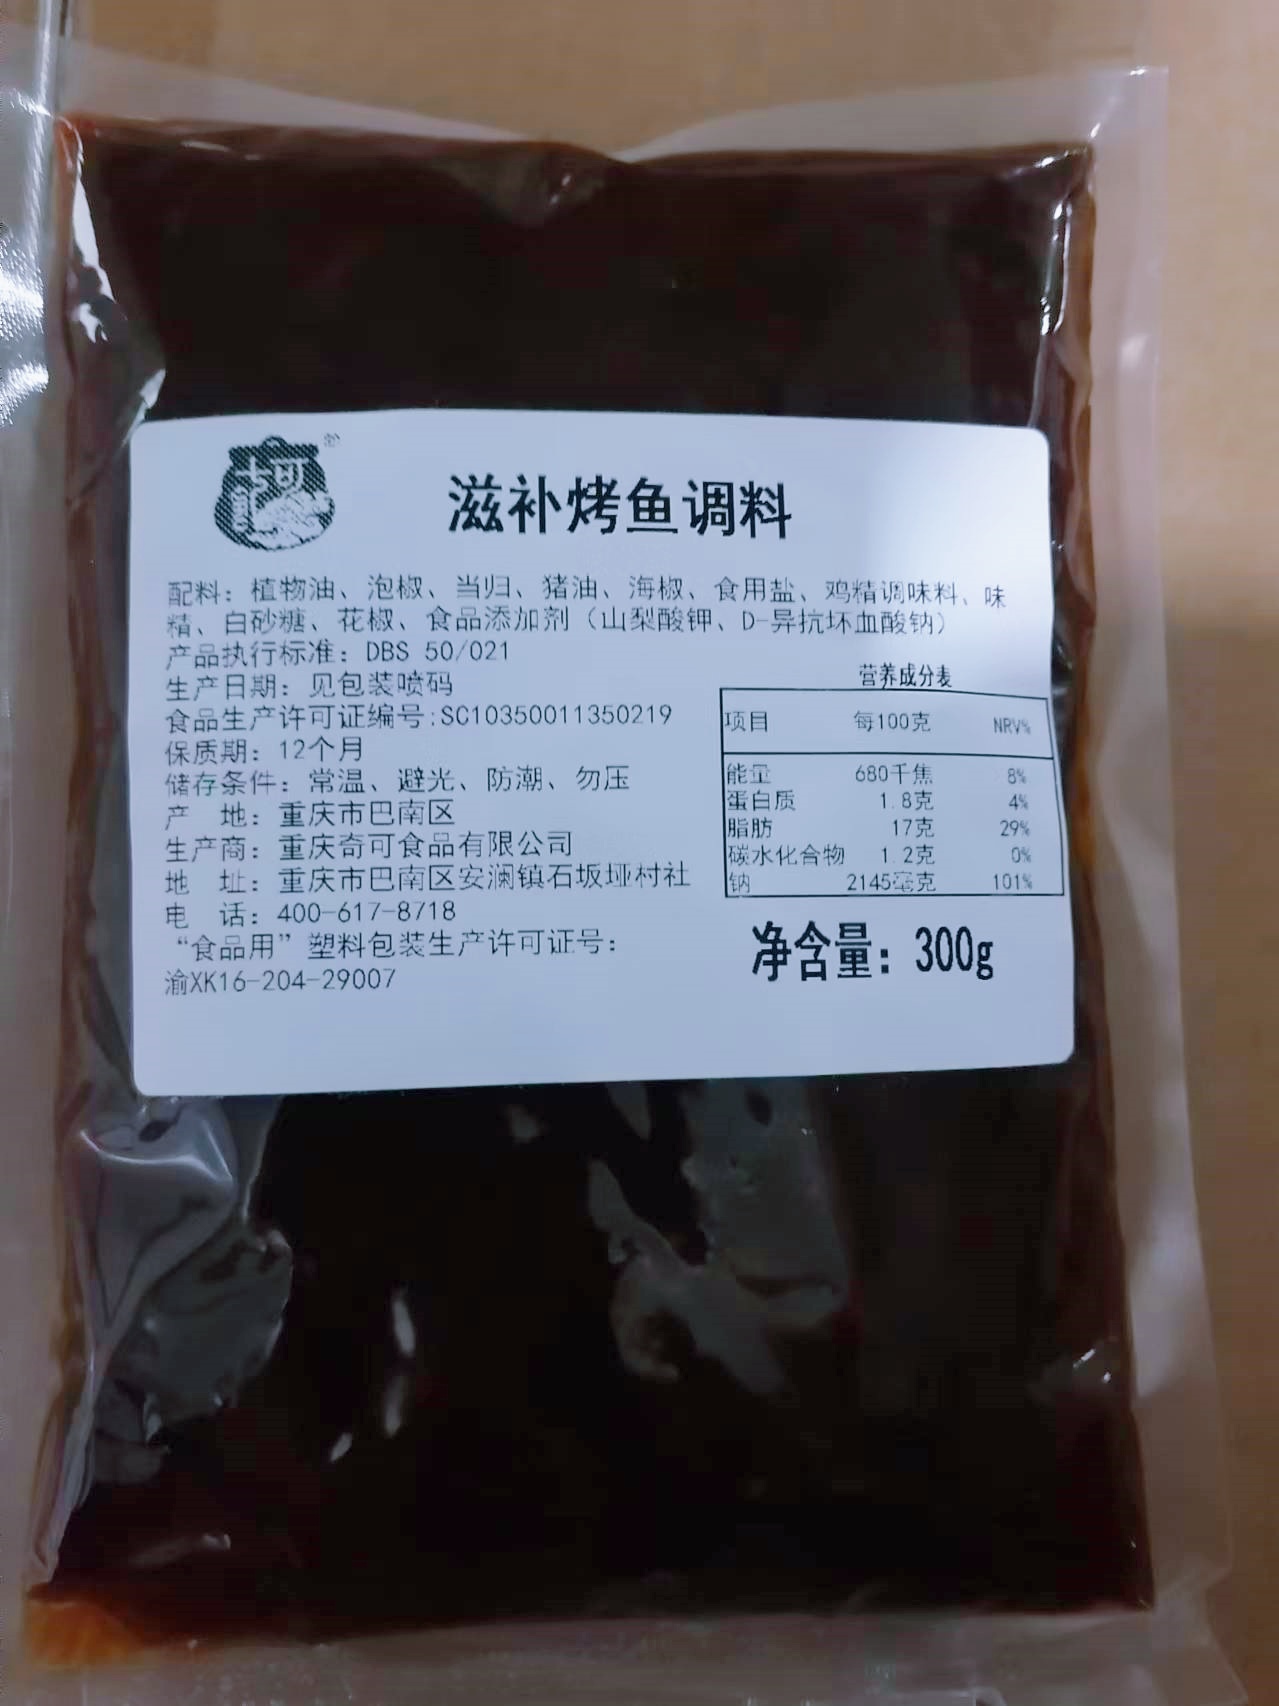 滋补烤鱼调料
配料：植物油、泡椒、当归、猪油、海椒、食用盐、鸡精调味料、味
精、白砂糖、花椒、食品添加剂（山梨酸钾、D-异抗坏血酸钠）
产品执行标准：DBS 50/021
生产日期：见包装喷码
食品生产许可证编号:SC10350011350219
保质期：12个月
储存条件：常温、避光、防潮、勿压
产 地：重庆市巴南区
生产商：重庆奇可食品有限公司
地 址：重庆市巴南区安澜镇石坂垭村社
电 话：400-617-8718
“食品用”塑料包装生产许可证号：
渝XK16-204-29007
营养成分表
项目 每100克 NRV%
能量 680千焦 8%
蛋白质 1.8克 4%
脂肪 17克 29%
碳水化合物 1.2克 0%
钠 2145毫克 101%
净含量：300g